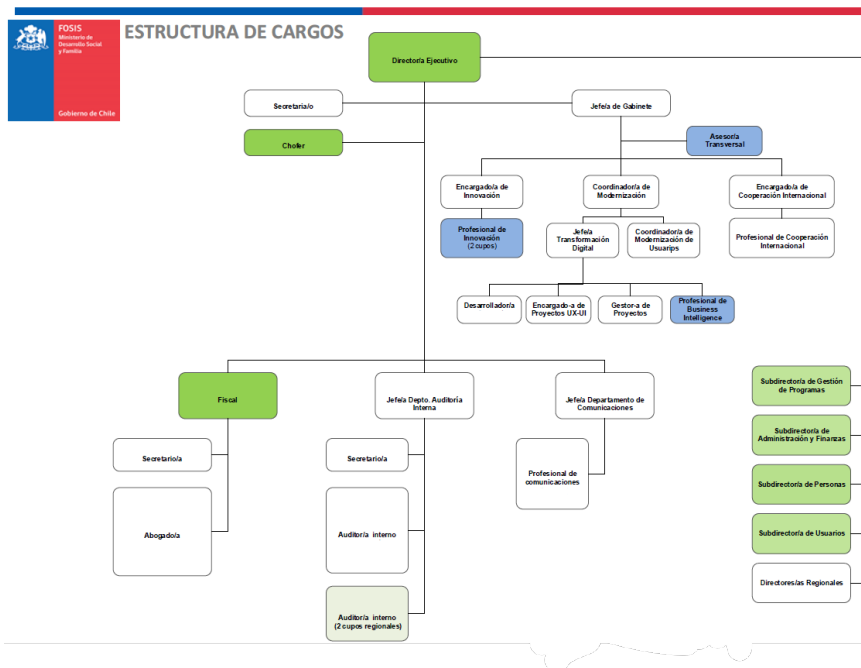 FOSIS
Ministerio de
Desarrollo Social
y Familia
Gobierno de Chile
ESTRUCTURA DE CARGOS
Director/a Ejecutivo
Secretaria/o
Jefe/a de Gabinete
Chofer
Asesor/a
Transversal
Encargado/a de
Innovación
Coordinador/a de
Modernización
Encargado/a de
Cooperación Internacional
Profesional de
Innovación
(2 cupos)
Jefe/a
Transformación
Digital
Coordinador/a de
Modernización de
Usuarips
Profesional de Cooperación
Internacional
Desarrollador/a
Encargado-a de
Proyectos UX-UI
Gestor-a de
Proyectos
Profesional de
Business
Intelligence
Fiscal
Jefe/a Depto. Auditoría
Interna
Jefe/a Departamento de
Comunicaciones
Subdirector/a de Gestión
de Programas
Subdirector/a de
Administración y Finanzas
Subdirector/a de Personas
Subdirector/a de Usuarios
Directores/as Regionales
Secretario/a
Secretario/a
Profesional de
comunicaciones
Abogado/a
Auditor/a interno
Auditor/a interno
(2 cupos regionales)